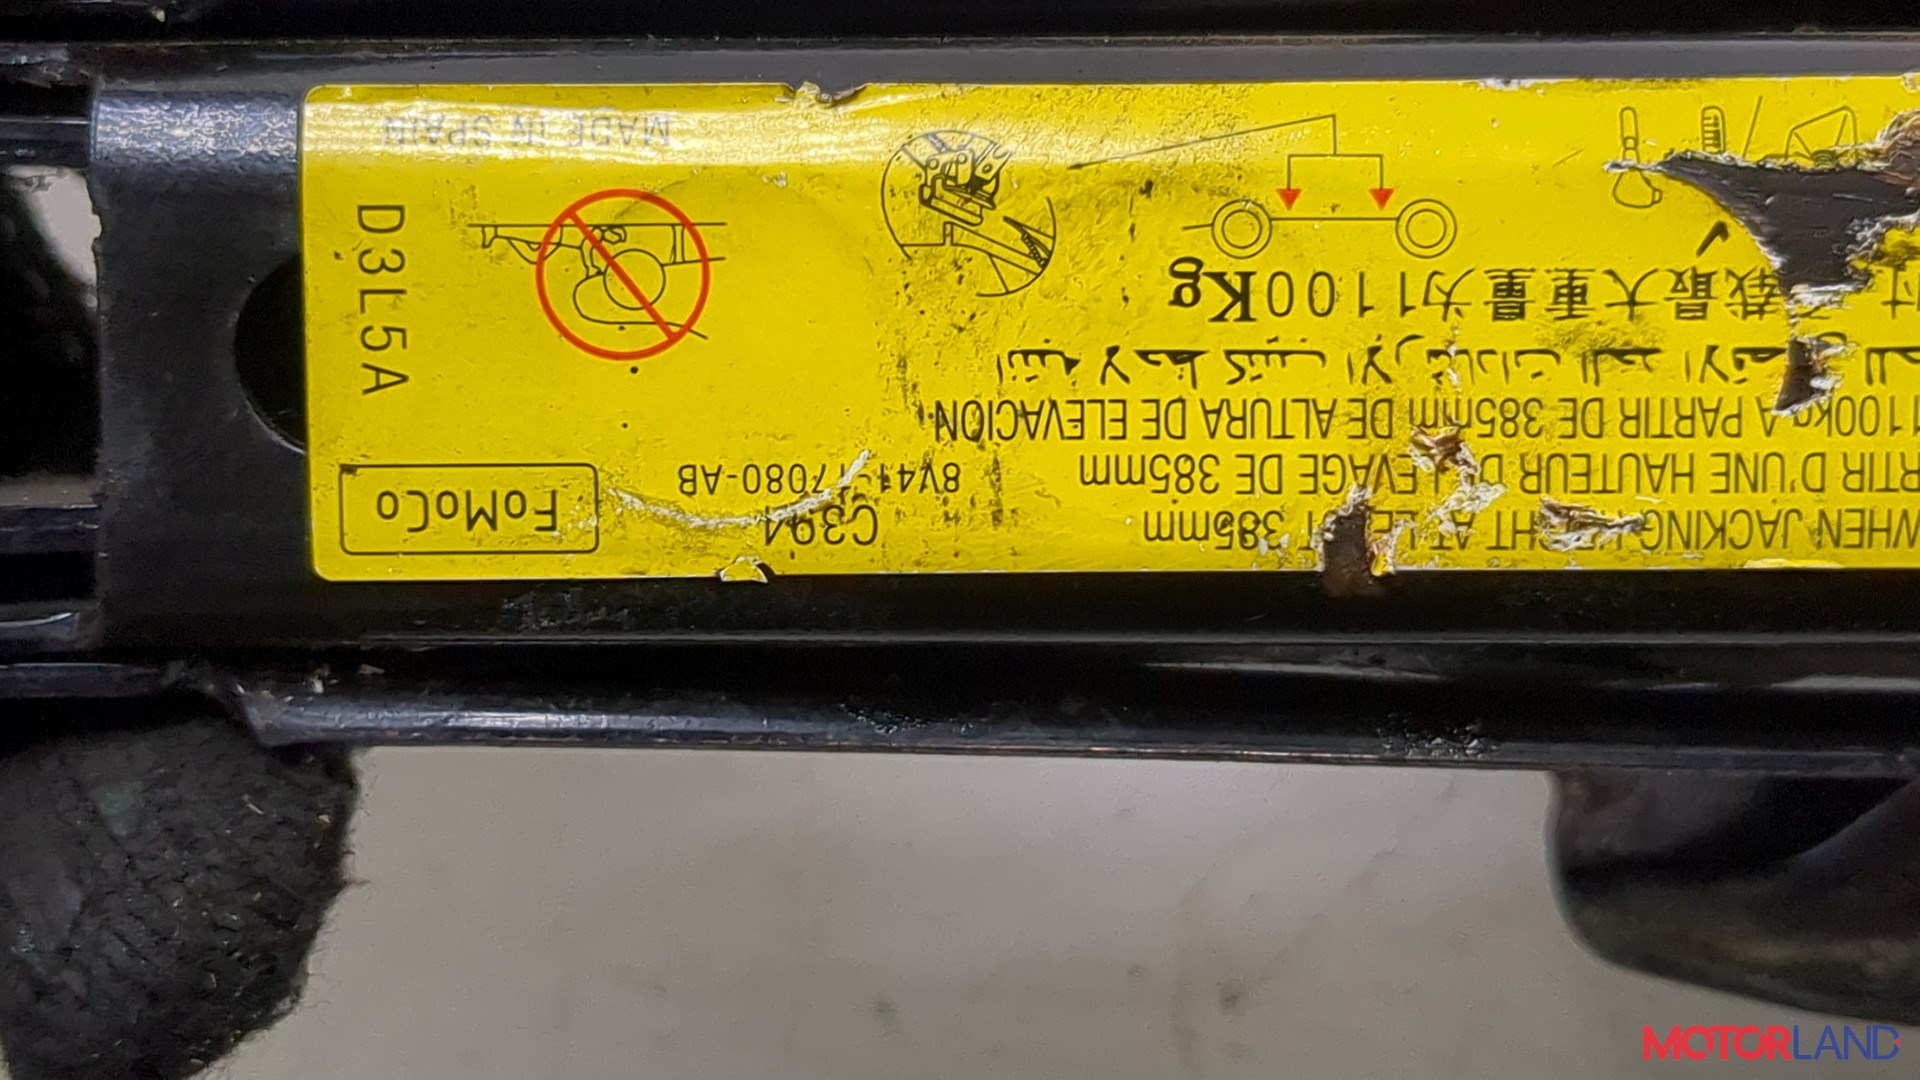 WHEN JACKING HEIGHT AT LEAST 385mm
C394
FoMoCo
RTIR D'UNE HAUTEUR DE LEVAGE DE 385mm
8V41-17080-AB
1100kg A PARTIR DE 385mm DE ALTURA DE ELEVACION
载最大重量为1100Kg
D3L5A
MADE IN SPAIN
MOTORLAND